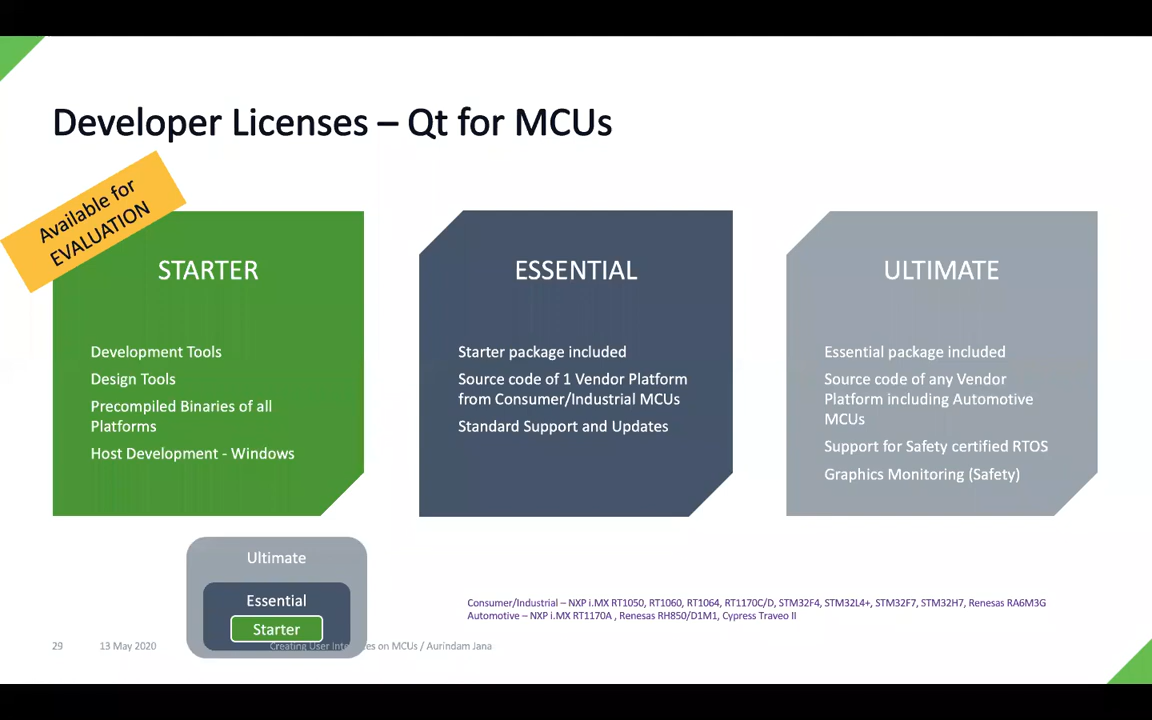 Developer Licenses – Qt for MCUs
Available for
EVALUATION
STARTER
Development Tools
Design Tools
Precompiled Binaries of all
Platforms
Host Development - Windows
ESSENTIAL
Starter package included
Source code of 1 Vendor Platform
from Consumer/Industrial MCUs
Standard Support and Updates
ULTIMATE
Essential package included
Source code of any Vendor
Platform including Automotive
MCUs
Support for Safety certified RTOS
Graphics Monitoring (Safety)
Ultimate
Essential
Starter
Consumer/Industrial – NXP i.MX RT1050, RT1060, RT1064, RT1170C/D, STM32F4, STM32L4+, STM32F7, STM32H7, Renesas RA6M3G
Automotive – NXP i.MX RT1170A , Renesas RH850/D1M1, Cypress Traveo II
29 13 May 2020 Creating User Interfaces on MCUs / Aurindam Jana